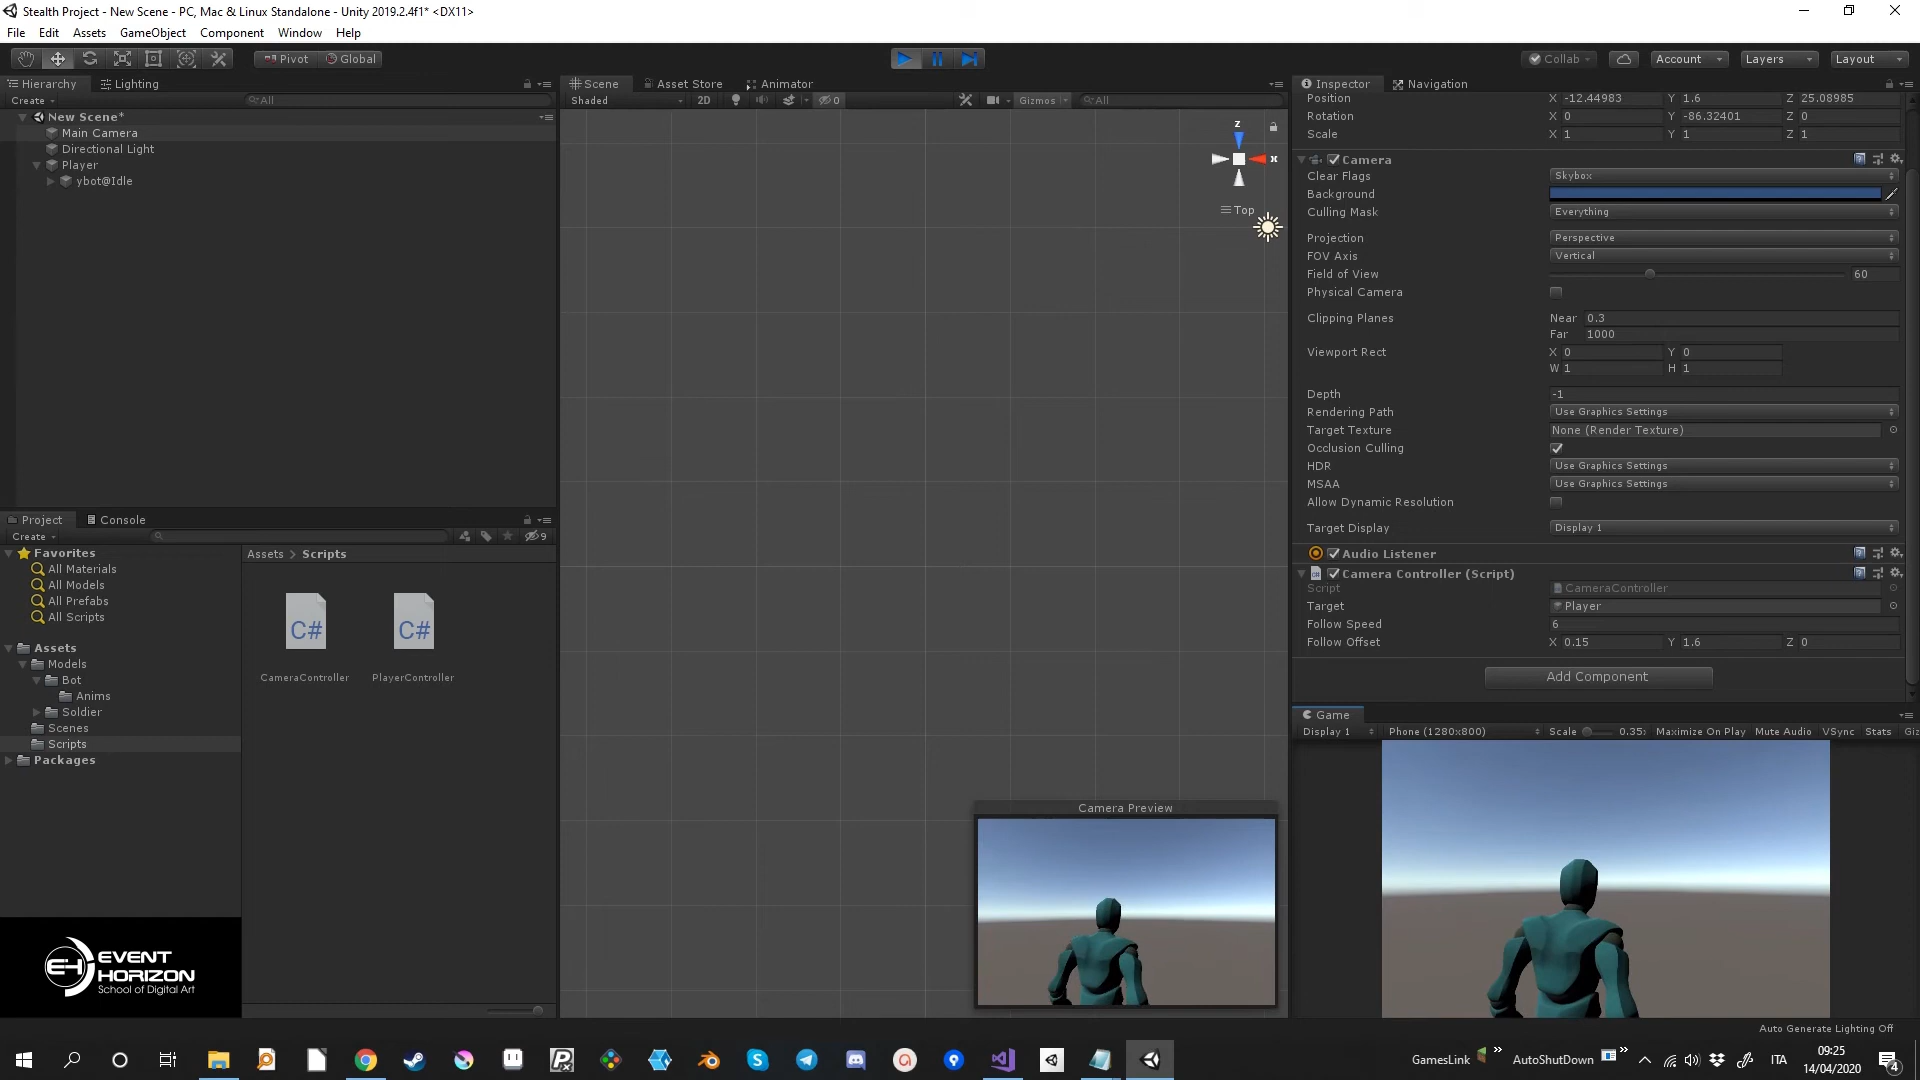 Stealth Project - New Scene - PC, Mac & Linux Standalone - Unity 2019.2.4f1* <DX11>
File Edit Assets GameObject Component Window Help
Pivot Global
Collab Account Layers Layout
Hierarchy Lighting
Create All
New Scene*
Main Camera
Directional Light
Player
ybot@Idle
Scene Asset Store Animator
Shaded 2D 0 Gizmos All
z
x
Top
Inspector Navigation
Position X -12.44983 Y 1.6 Z 25.08985
Rotation X 0 Y -86.32401 Z 0
Scale X 1 Y 1 Z 1
Camera
Clear Flags Skybox
Background
Culling Mask Everything
Projection Perspective
FOV Axis Vertical
Field of View 60
Physical Camera
Clipping Planes Near 0.3
Far 1000
Viewport Rect X 0 Y 0
W 1 H 1
Depth -1
Rendering Path Use Graphics Settings
Target Texture None (Render Texture)
Occlusion Culling
HDR Use Graphics Settings
MSAA Use Graphics Settings
Allow Dynamic Resolution
Target Display Display 1
Audio Listener
Camera Controller (Script)
Script CameraController
Target Player
Follow Speed 6
Follow Offset X 0.15 Y 1.6 Z 0
Add Component
Project Console
Create 9
Favorites
All Materials
All Models
All Prefabs
All Scripts
Assets
Models
Bot
Anims
Soldier
Scenes
Scripts
Packages
Assets > Scripts
C# C#
CameraController PlayerController
Camera Preview
Game
Display 1 Phone (1280x800) Scale 0.35: Maximize On Play Mute Audio VSync Stats Giz
EVENT
HORIZON
School of Digital Art
Auto Generate Lighting Off
GamesLink » AutoShutDown » ITA
09:25
14/04/2020
4